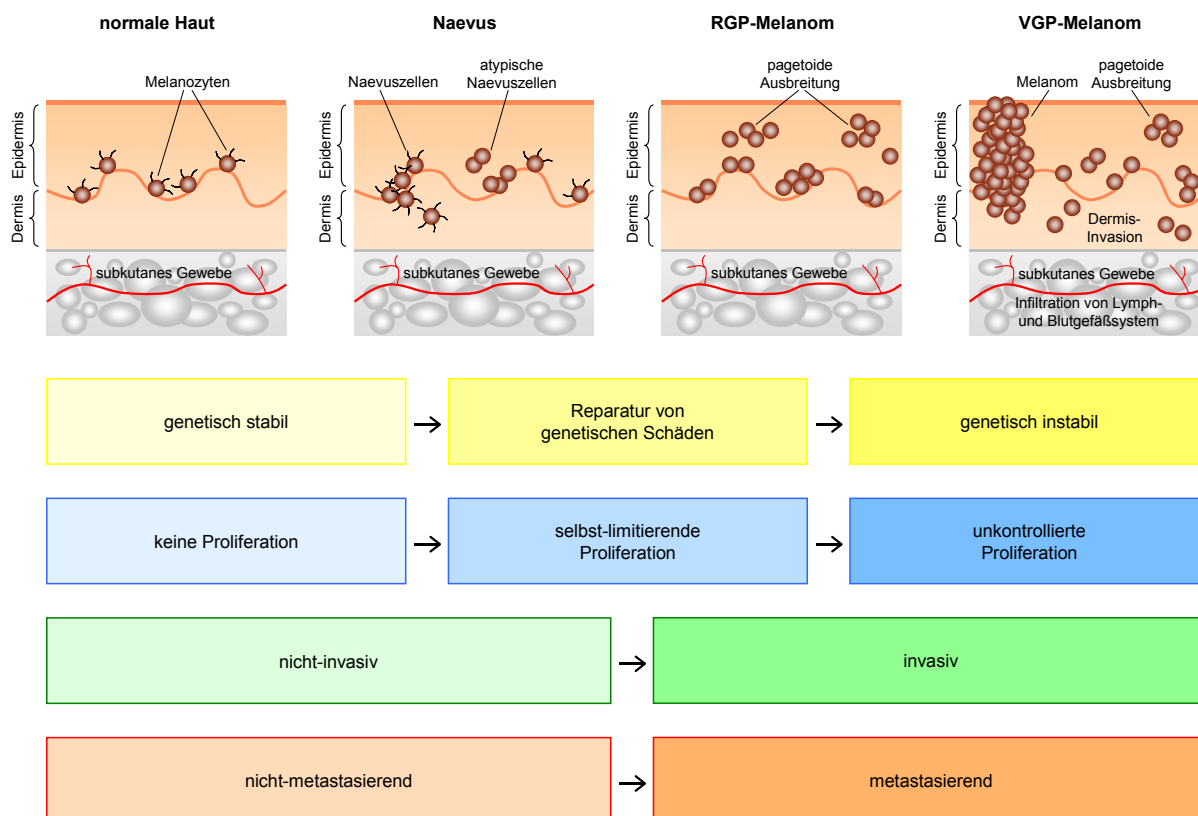 normale Haut
Naevus
RGP-Melanom
VGP-Melanom
Melanozyten
Naevuszellen
atypische
Naevuszellen
pagetoide
Ausbreitung
Melanom
pagetoide
Ausbreitung
Epidermis
Dermis
Epidermis
Dermis
Epidermis
Dermis
Epidermis
Dermis
Dermis-
Invasion
subkutanes Gewebe
subkutanes Gewebe
subkutanes Gewebe
subkutanes Gewebe
Infiltration von Lymph-
und Blutgefäßsystem
genetisch stabil
Reparatur von
genetischen Schäden
genetisch instabil
keine Proliferation
selbst-limitierende
Proliferation
unkontrollierte
Proliferation
nicht-invasiv
invasiv
nicht-metastasierend
metastasierend